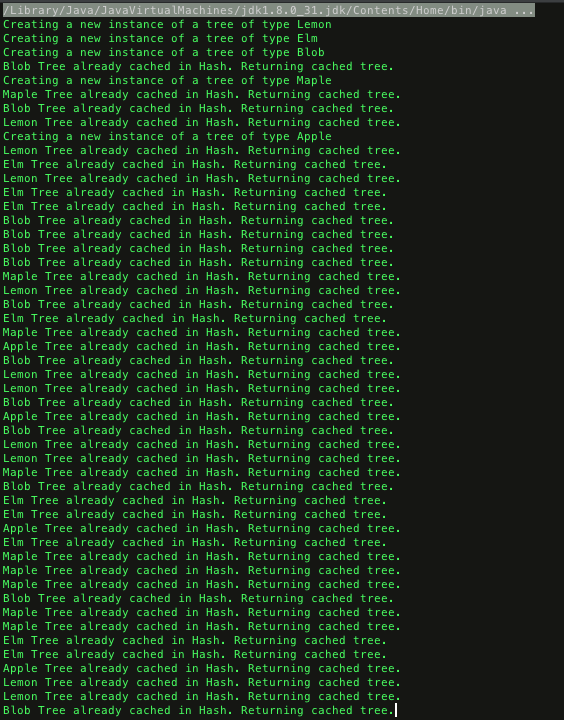 /Library/Java/JavaVirtualMachines/jdk1.8.0_31.jdk/Contents/Home/bin/java ...
Creating a new instance of a tree of type Lemon
Creating a new instance of a tree of type Elm
Creating a new instance of a tree of type Blob
Blob Tree already cached in Hash. Returning cached tree.
Creating a new instance of a tree of type Maple
Maple Tree already cached in Hash. Returning cached tree.
Blob Tree already cached in Hash. Returning cached tree.
Lemon Tree already cached in Hash. Returning cached tree.
Creating a new instance of a tree of type Apple
Lemon Tree already cached in Hash. Returning cached tree.
Elm Tree already cached in Hash. Returning cached tree.
Lemon Tree already cached in Hash. Returning cached tree.
Elm Tree already cached in Hash. Returning cached tree.
Elm Tree already cached in Hash. Returning cached tree.
Blob Tree already cached in Hash. Returning cached tree.
Blob Tree already cached in Hash. Returning cached tree.
Blob Tree already cached in Hash. Returning cached tree.
Blob Tree already cached in Hash. Returning cached tree.
Maple Tree already cached in Hash. Returning cached tree.
Lemon Tree already cached in Hash. Returning cached tree.
Blob Tree already cached in Hash. Returning cached tree.
Elm Tree already cached in Hash. Returning cached tree.
Maple Tree already cached in Hash. Returning cached tree.
Apple Tree already cached in Hash. Returning cached tree.
Blob Tree already cached in Hash. Returning cached tree.
Lemon Tree already cached in Hash. Returning cached tree.
Lemon Tree already cached in Hash. Returning cached tree.
Blob Tree already cached in Hash. Returning cached tree.
Apple Tree already cached in Hash. Returning cached tree.
Blob Tree already cached in Hash. Returning cached tree.
Lemon Tree already cached in Hash. Returning cached tree.
Lemon Tree already cached in Hash. Returning cached tree.
Maple Tree already cached in Hash. Returning cached tree.
Blob Tree already cached in Hash. Returning cached tree.
Elm Tree already cached in Hash. Returning cached tree.
Elm Tree already cached in Hash. Returning cached tree.
Apple Tree already cached in Hash. Returning cached tree.
Elm Tree already cached in Hash. Returning cached tree.
Maple Tree already cached in Hash. Returning cached tree.
Maple Tree already cached in Hash. Returning cached tree.
Maple Tree already cached in Hash. Returning cached tree.
Blob Tree already cached in Hash. Returning cached tree.
Maple Tree already cached in Hash. Returning cached tree.
Maple Tree already cached in Hash. Returning cached tree.
Elm Tree already cached in Hash. Returning cached tree.
Elm Tree already cached in Hash. Returning cached tree.
Apple Tree already cached in Hash. Returning cached tree.
Lemon Tree already cached in Hash. Returning cached tree.
Lemon Tree already cached in Hash. Returning cached tree.
Blob Tree already cached in Hash. Returning cached tree.